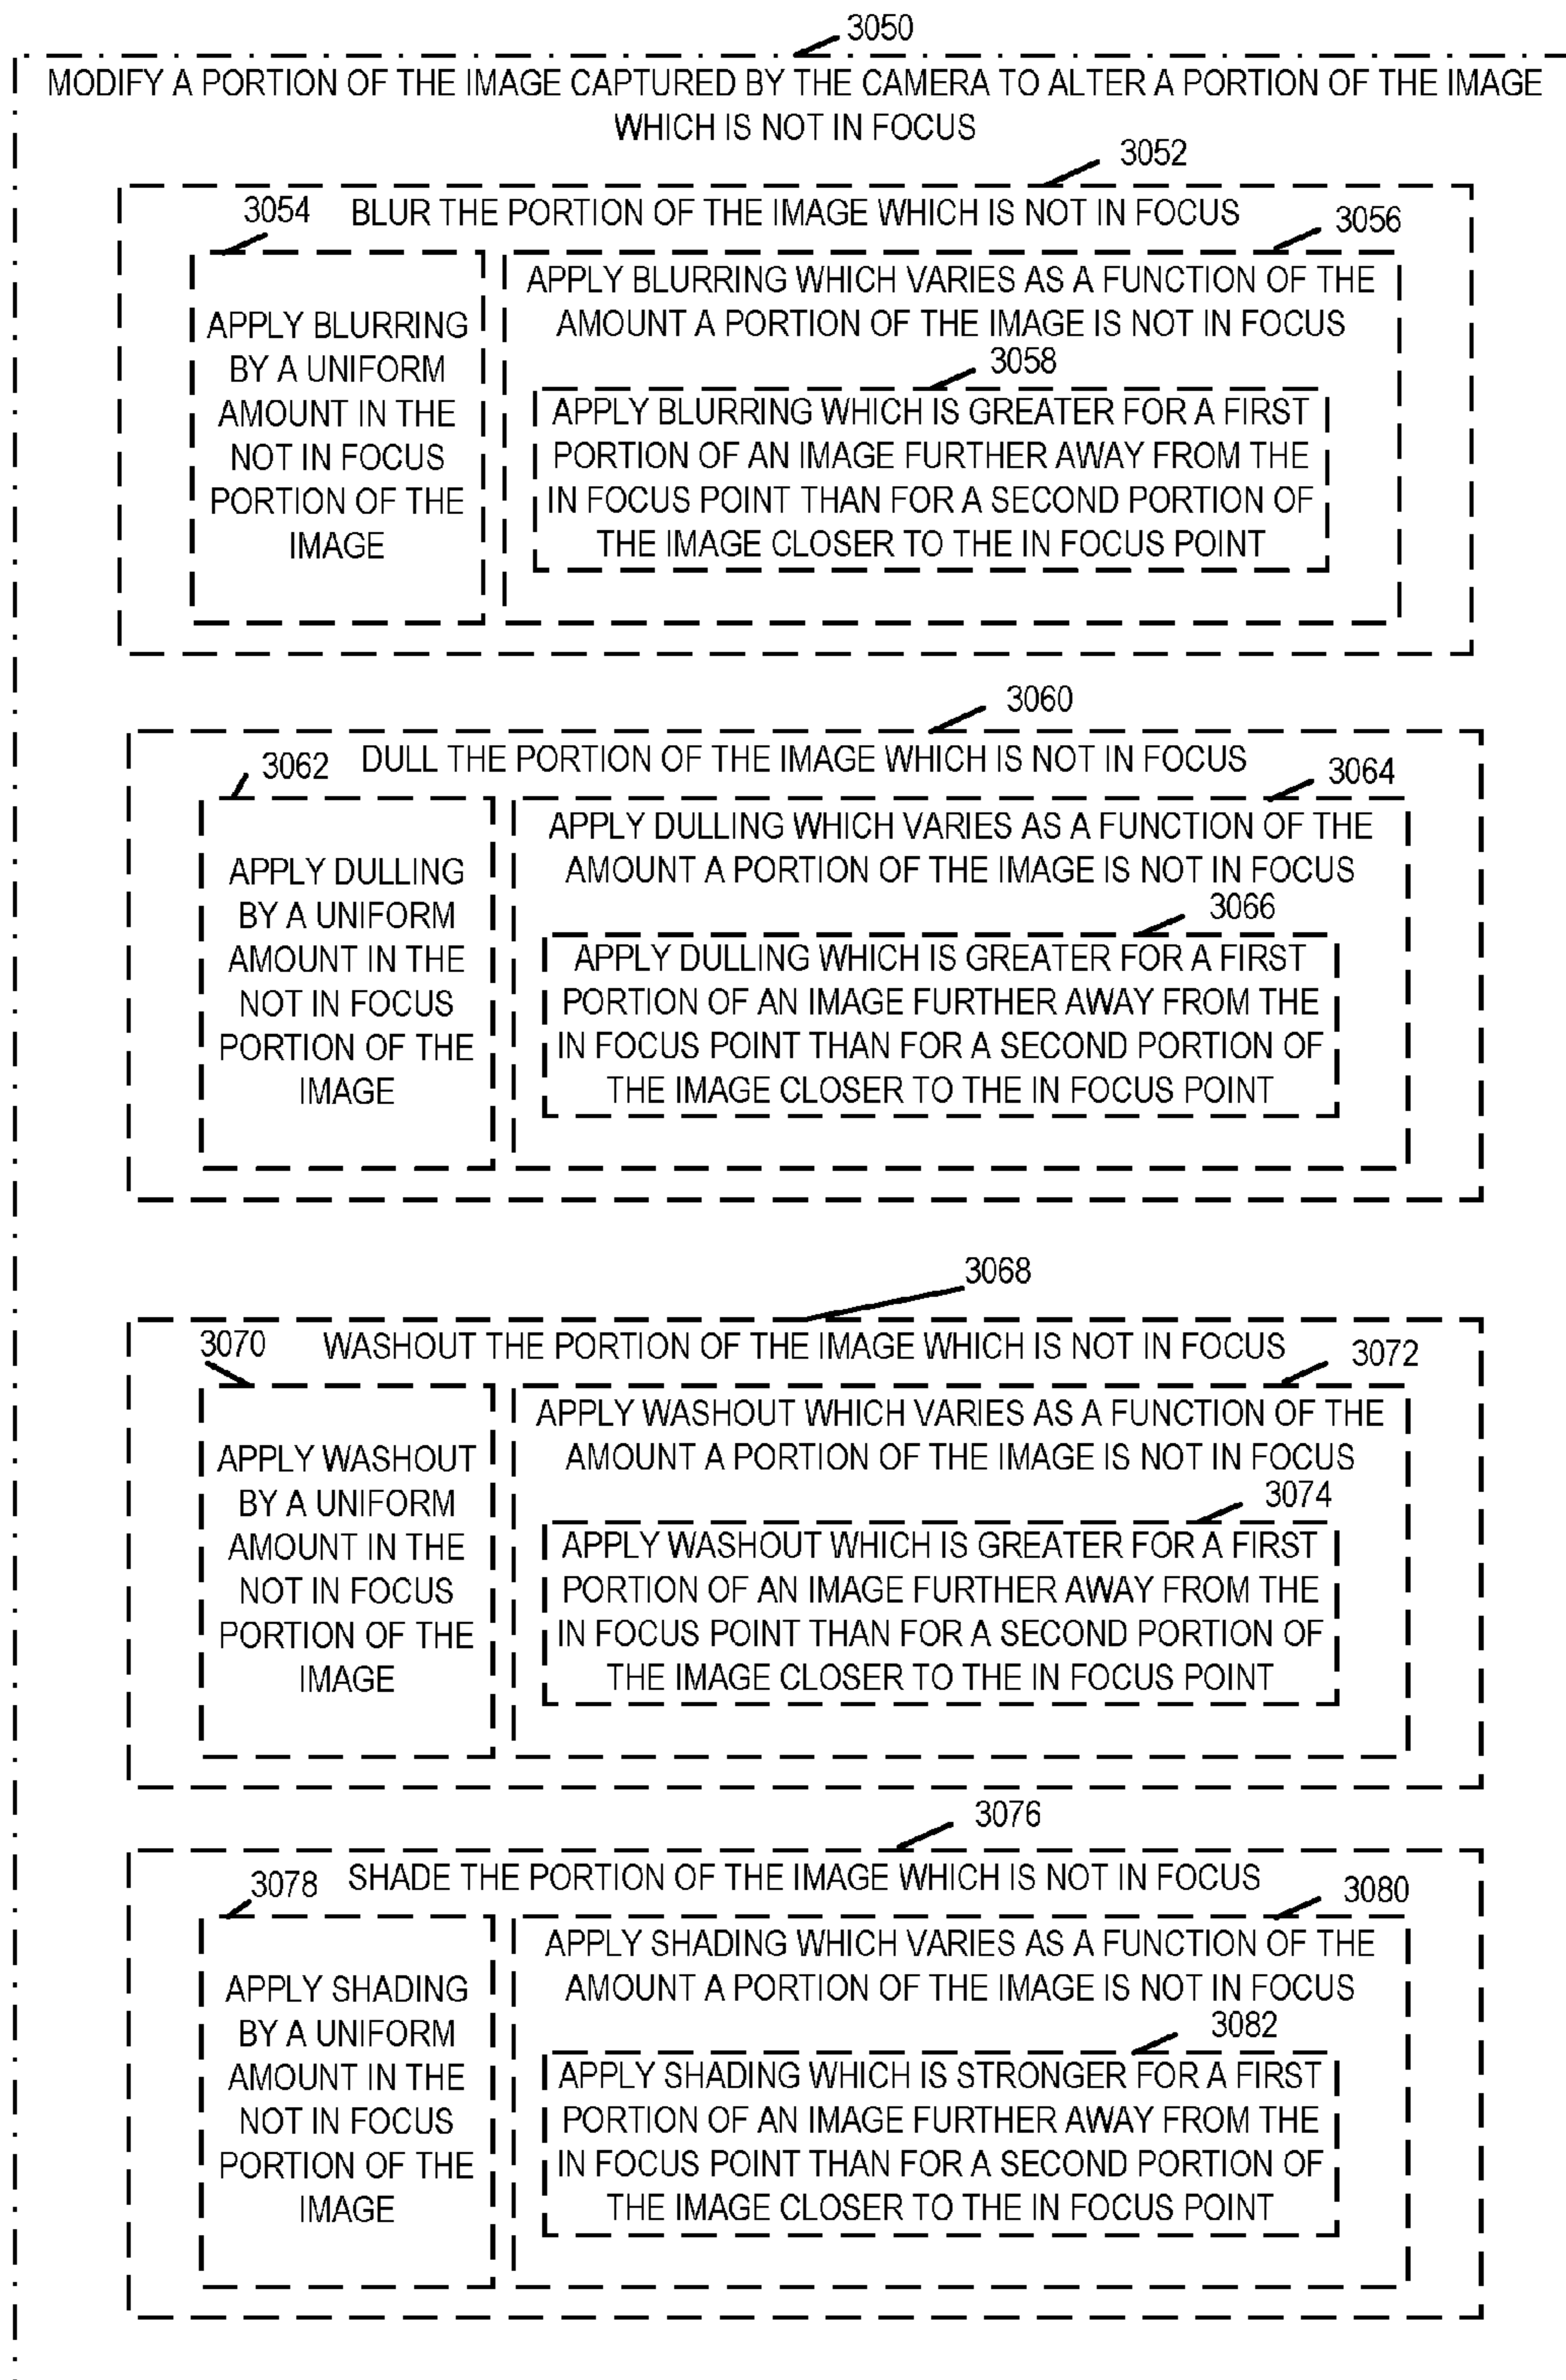 3050
MODIFY A PORTION OF THE IMAGE CAPTURED BY THE CAMERA TO ALTER A PORTION OF THE IMAGE
WHICH IS NOT IN FOCUS
3052
3054
BLUR THE PORTION OF THE IMAGE WHICH IS NOT IN FOCUS
3056
APPLY BLURRING
BY A UNIFORM
AMOUNT IN THE
NOT IN FOCUS
PORTION OF THE
IMAGE
APPLY BLURRING WHICH VARIES AS A FUNCTION OF THE
AMOUNT A PORTION OF THE IMAGE IS NOT IN FOCUS
3058
APPLY BLURRING WHICH IS GREATER FOR A FIRST
PORTION OF AN IMAGE FURTHER AWAY FROM THE
IN FOCUS POINT THAN FOR A SECOND PORTION OF
THE IMAGE CLOSER TO THE IN FOCUS POINT
3060
3062
DULL THE PORTION OF THE IMAGE WHICH IS NOT IN FOCUS
3064
APPLY DULLING
BY A UNIFORM
AMOUNT IN THE
NOT IN FOCUS
PORTION OF THE
IMAGE
APPLY DULLING WHICH VARIES AS A FUNCTION OF THE
AMOUNT A PORTION OF THE IMAGE IS NOT IN FOCUS
3066
APPLY DULLING WHICH IS GREATER FOR A FIRST
PORTION OF AN IMAGE FURTHER AWAY FROM THE
IN FOCUS POINT THAN FOR A SECOND PORTION OF
THE IMAGE CLOSER TO THE IN FOCUS POINT
3068
3070
WASHOUT THE PORTION OF THE IMAGE WHICH IS NOT IN FOCUS
3072
APPLY WASHOUT
BY A UNIFORM
AMOUNT IN THE
NOT IN FOCUS
PORTION OF THE
IMAGE
APPLY WASHOUT WHICH VARIES AS A FUNCTION OF THE
AMOUNT A PORTION OF THE IMAGE IS NOT IN FOCUS
3074
APPLY WASHOUT WHICH IS GREATER FOR A FIRST
PORTION OF AN IMAGE FURTHER AWAY FROM THE
IN FOCUS POINT THAN FOR A SECOND PORTION OF
THE IMAGE CLOSER TO THE IN FOCUS POINT
3076
3078
SHADE THE PORTION OF THE IMAGE WHICH IS NOT IN FOCUS
3080
APPLY SHADING
BY A UNIFORM
AMOUNT IN THE
NOT IN FOCUS
PORTION OF THE
IMAGE
APPLY SHADING WHICH VARIES AS A FUNCTION OF THE
AMOUNT A PORTION OF THE IMAGE IS NOT IN FOCUS
3082
APPLY SHADING WHICH IS STRONGER FOR A FIRST
PORTION OF AN IMAGE FURTHER AWAY FROM THE
IN FOCUS POINT THAN FOR A SECOND PORTION OF
THE IMAGE CLOSER TO THE IN FOCUS POINT